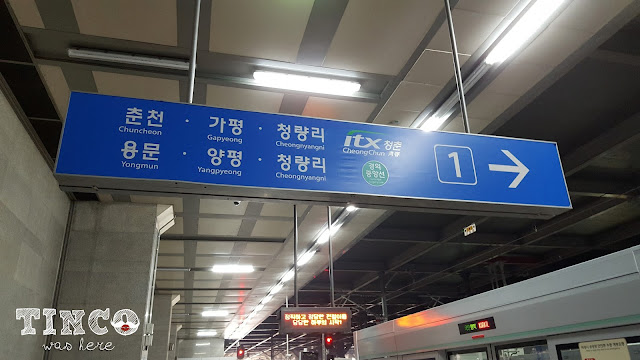 춘천 · 가평 · 청량리 itx 청춘
Chuncheon Gapyeong Cheongnyangni CheongChun
용문 · 양평 · 청량리 경의중앙선 1 →
Yongmun Yangpyeong Cheongnyangni
TINCO
was here